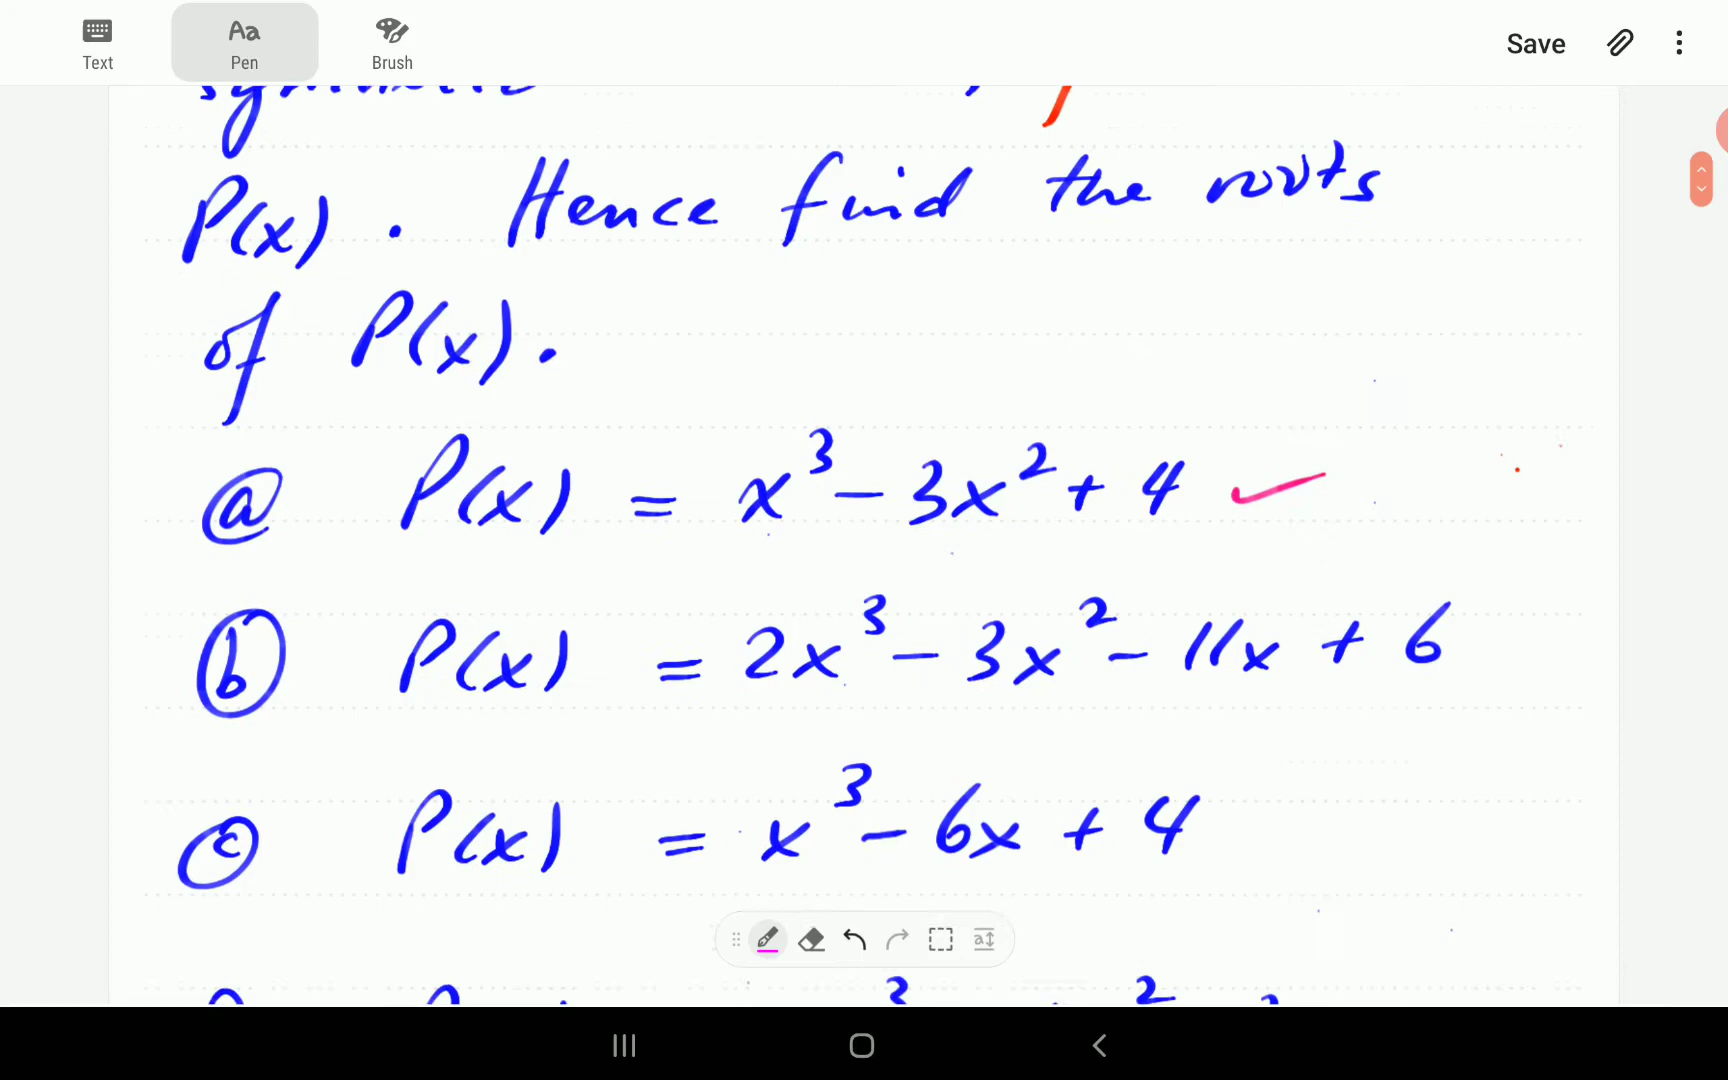 Text
Aa
Pen
Brush
Save
P(x). Hence find the roots
of P(x).
ⓐ P(x) = x³ - 3x² + 4 ✓
ⓑ P(x) = 2x³ - 3x² - 11x + 6
ⓒ P(x) = x³ - 6x + 4